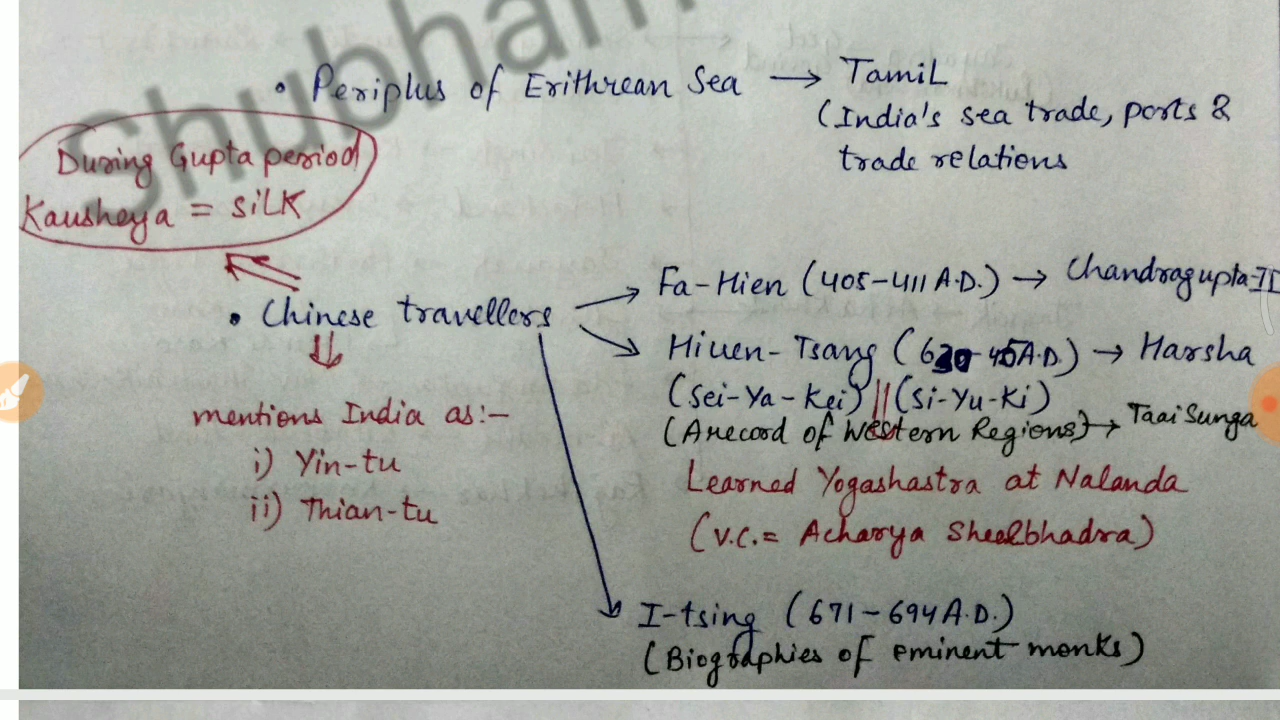 Shubham
• Periplus of Erithrean Sea → Tamil
(India's sea trade, ports &
trade relations
During Gupta period
Kausheya = SiLK
• Chinese travellers
mentions India as:-
i) Yin-tu
ii) Thian-tu
Fa-Hien (405-411 A.D.) → Chandragupta-II
Hiuen-Tsang (630-45A.D.) → Harsha
(Sei-Ya-Kei) || (Si-Yu-Ki)
(A record of Western Regions) → Taai Sunga
Learned Yogashastra at Nalanda
(V.C. = Acharya Sheelbhadra)
I-tsing (671-694 A.D.)
(Biographies of eminent monks)